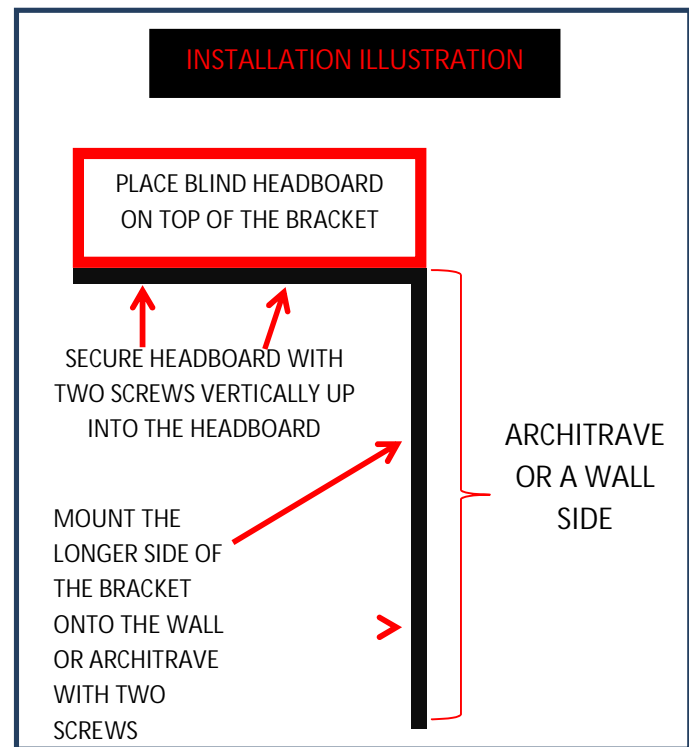 INSTALLATION ILLUSTRATION
PLACE BLIND HEADBOARD
ON TOP OF THE BRACKET
SECURE HEADBOARD WITH
TWO SCREWS VERTICALLY UP
INTO THE HEADBOARD
ARCHITRAVE
OR A WALL
SIDE
MOUNT THE
LONGER SIDE OF
THE BRACKET
ONTO THE WALL
OR ARCHITRAVE
WITH TWO
SCREWS